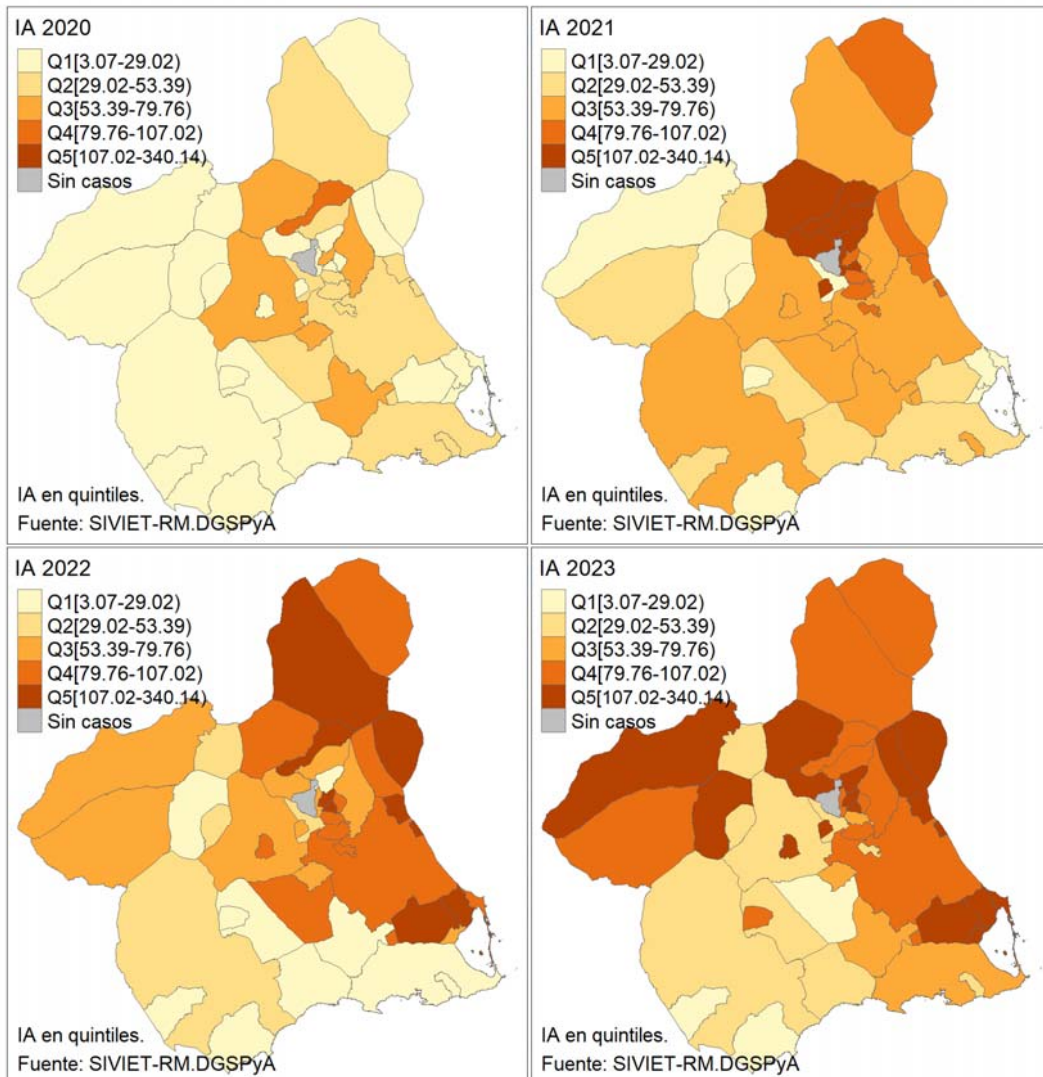 IA 2020
Q1[3.07-29.02)
Q2[29.02-53.39)
Q3[53.39-79.76)
Q4[79.76-107.02)
Q5[107.02-340.14)
Sin casos
IA en quintiles.
Fuente: SIVIET-RM.DGSPyA
IA 2021
Q1[3.07-29.02)
Q2[29.02-53.39)
Q3[53.39-79.76)
Q4[79.76-107.02)
Q5[107.02-340.14)
Sin casos
IA en quintiles.
Fuente: SIVIET-RM.DGSPyA
IA 2022
Q1[3.07-29.02)
Q2[29.02-53.39)
Q3[53.39-79.76)
Q4[79.76-107.02)
Q5[107.02-340.14)
Sin casos
IA en quintiles.
Fuente: SIVIET-RM.DGSPyA
IA 2023
Q1[3.07-29.02)
Q2[29.02-53.39)
Q3[53.39-79.76)
Q4[79.76-107.02)
Q5[107.02-340.14)
Sin casos
IA en quintiles.
Fuente: SIVIET-RM.DGSPyA